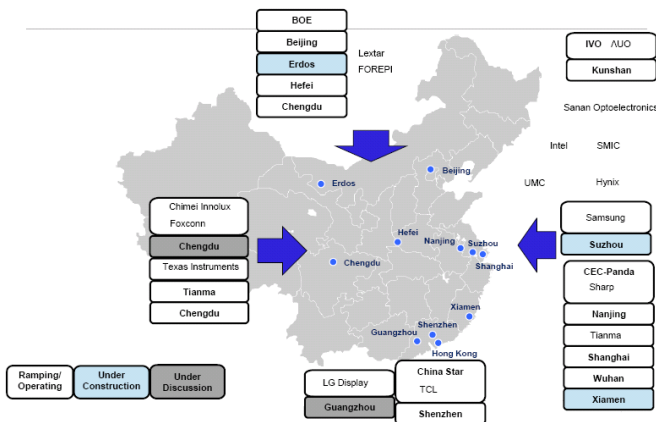 BOE
Beijing
Erdos
Hefei
Chengdu
Lextar
FOREPI
IVO AUO
Kunshan
Sanan Optoelectronics
Intel SMIC
UMC Hynix
Erdos
Beijing
Hefei
Nanjing
Suzhou
Shanghai
Chengdu
Xiamen
Guangzhou
Shenzhen
Hong Kong
Chimei Innolux
Foxconn
Chengdu
Texas Instruments
Tianma
Chengdu
Samsung
Suzhou
CEC-Panda
Sharp
Nanjing
Tianma
Shanghai
Wuhan
Xiamen
Ramping/
Operating
Under
Construction
Under
Discussion
LG Display
Guangzhou
China Star
TCL
Shenzhen